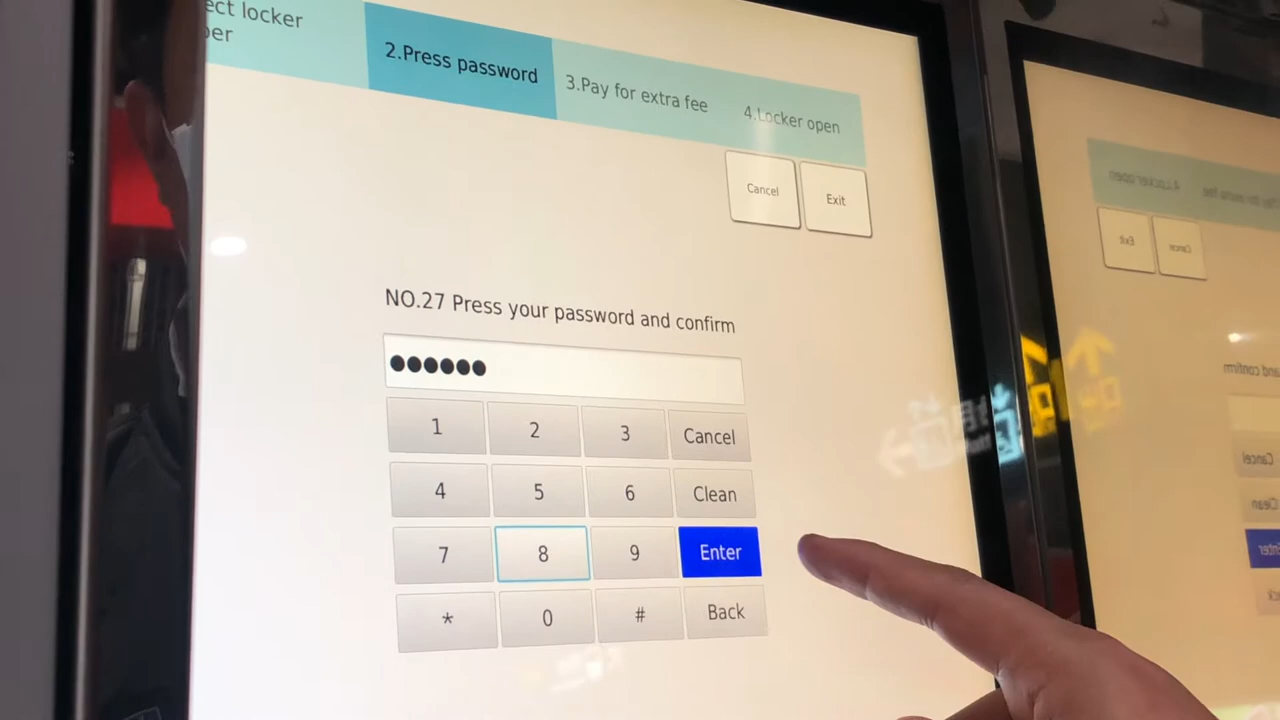 ect locker
2.Press password
3.Pay for extra fee
4.Locker open
Cancel
Exit
NO.27 Press your password and confirm
●●●●●●
1 2 3 Cancel
4 5 6 Clean
7 8 9 Enter
* 0 # Back